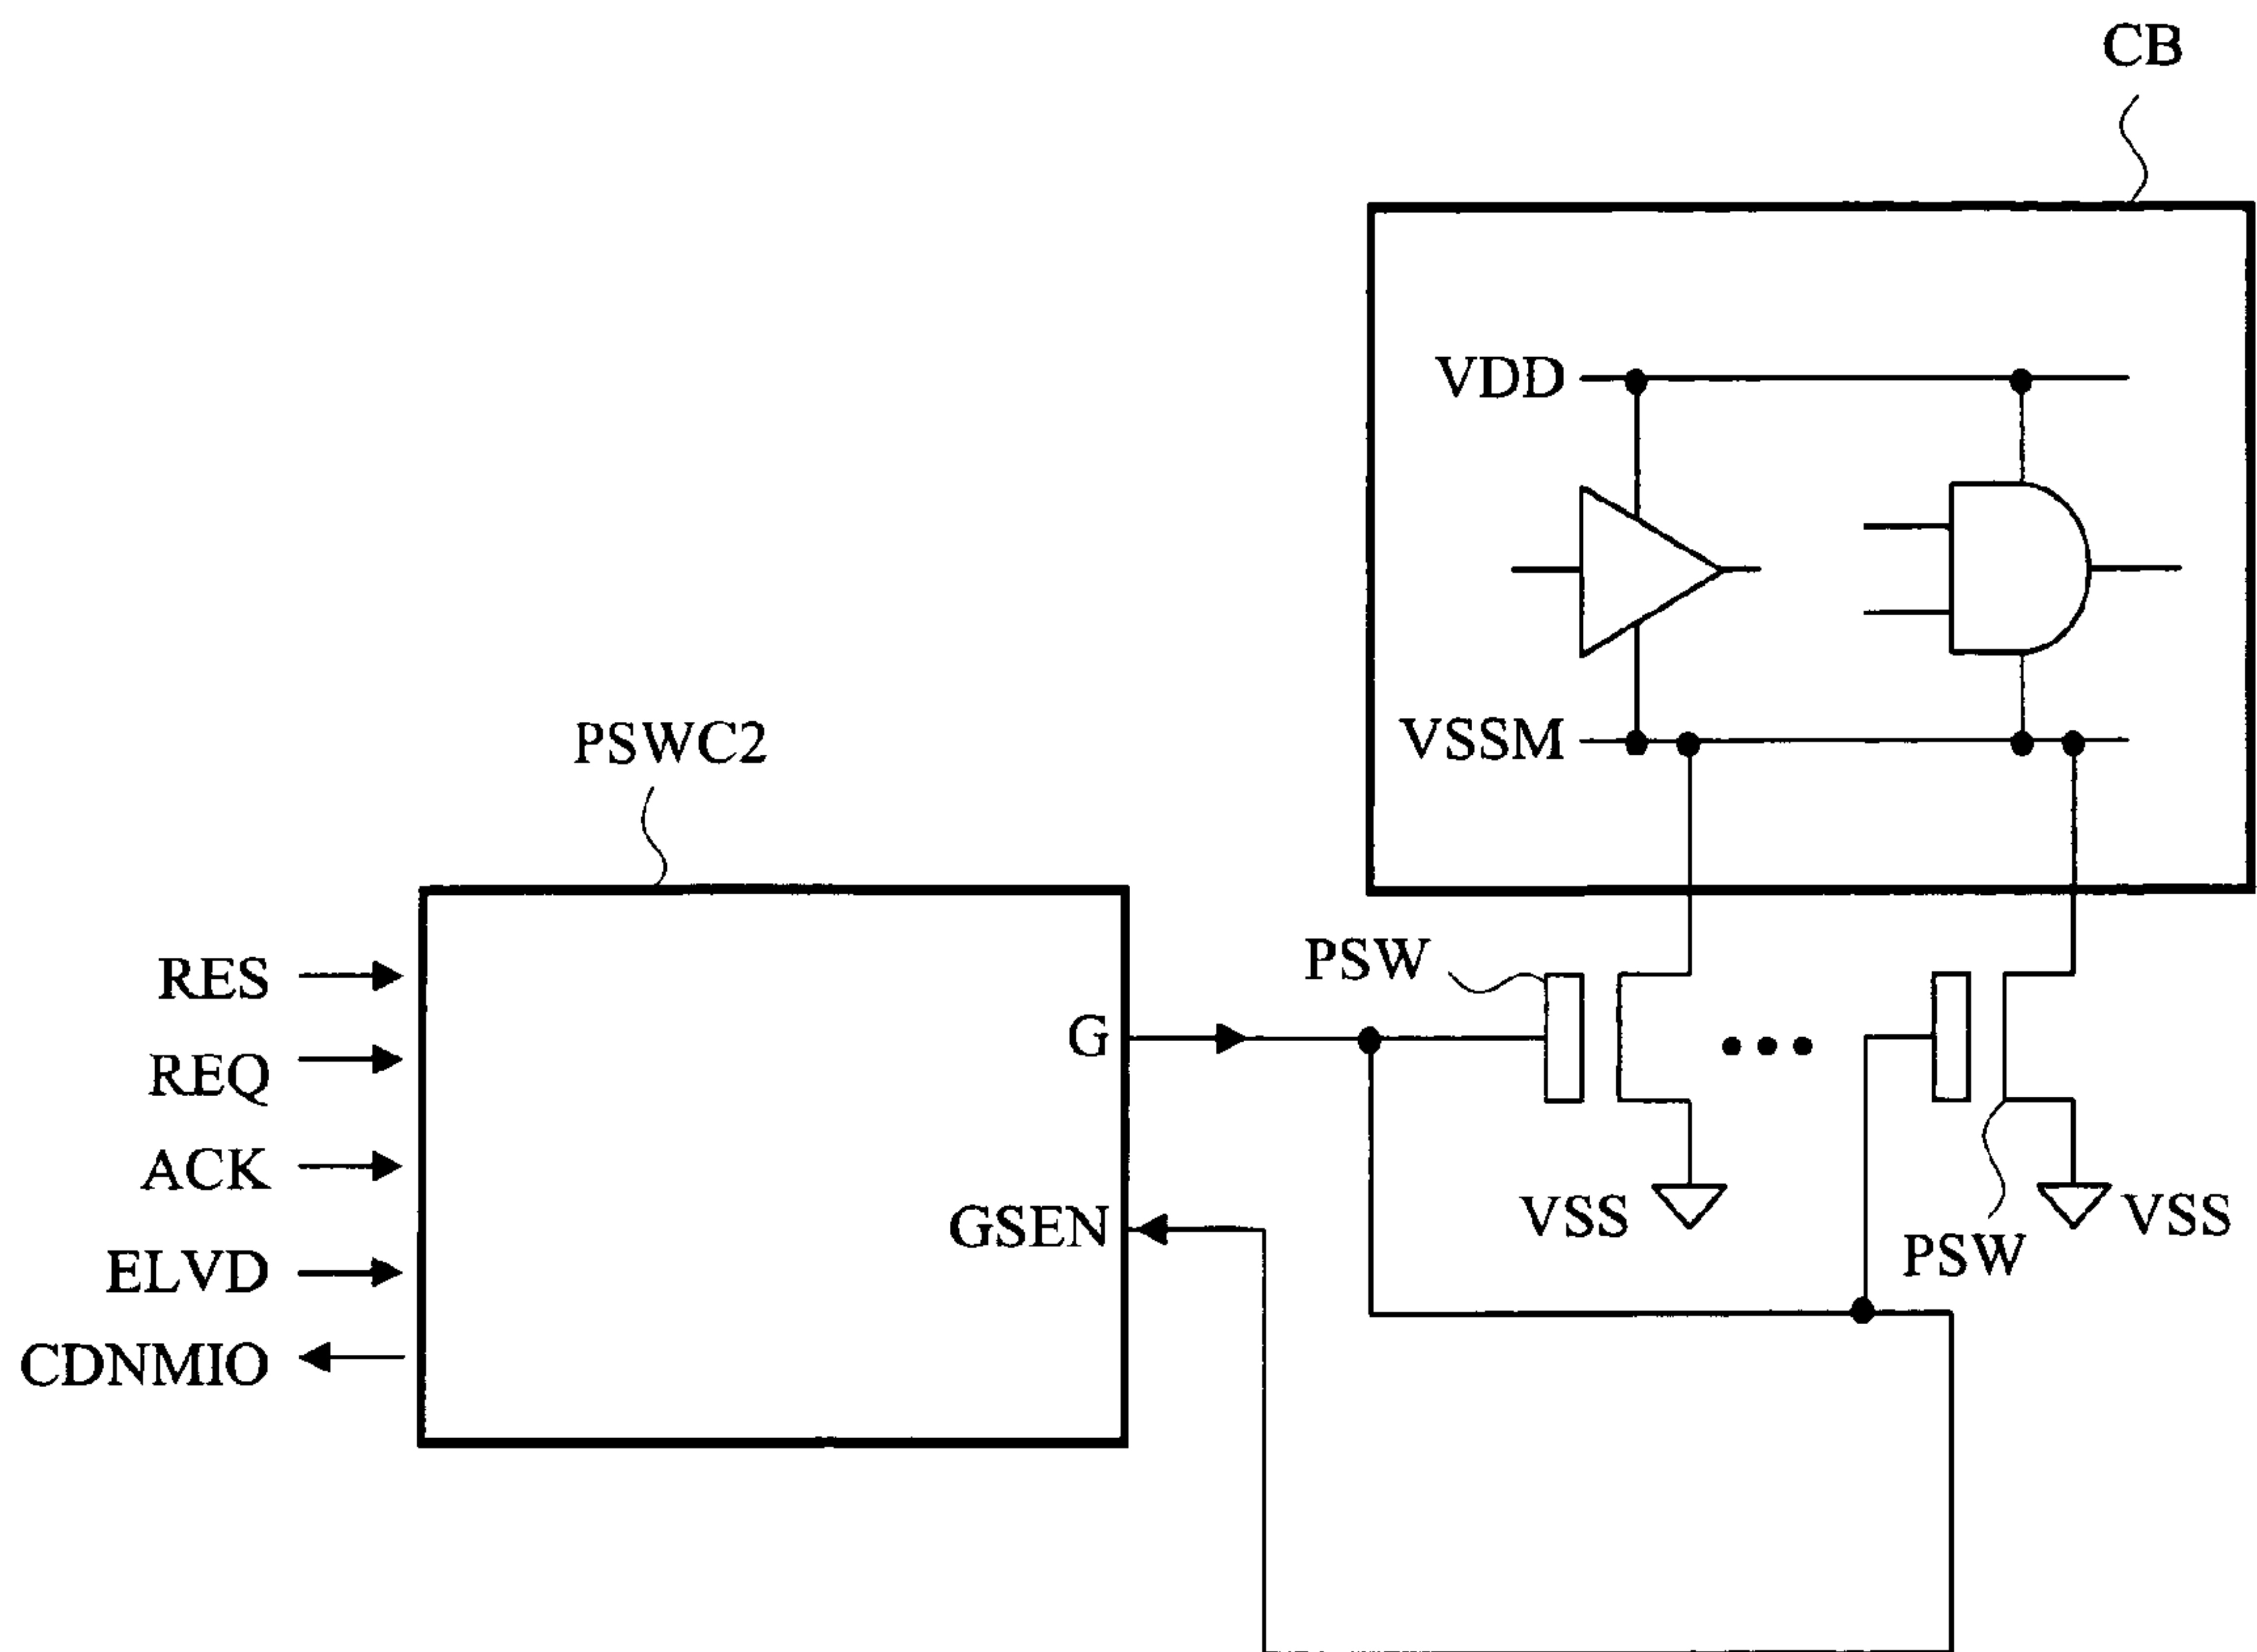 CB
VDD
VSSM
PSWC2
PSW
RES
REQ
ACK
ELVD
CDNMIO
G
GSEN
VSS
PSW
VSS